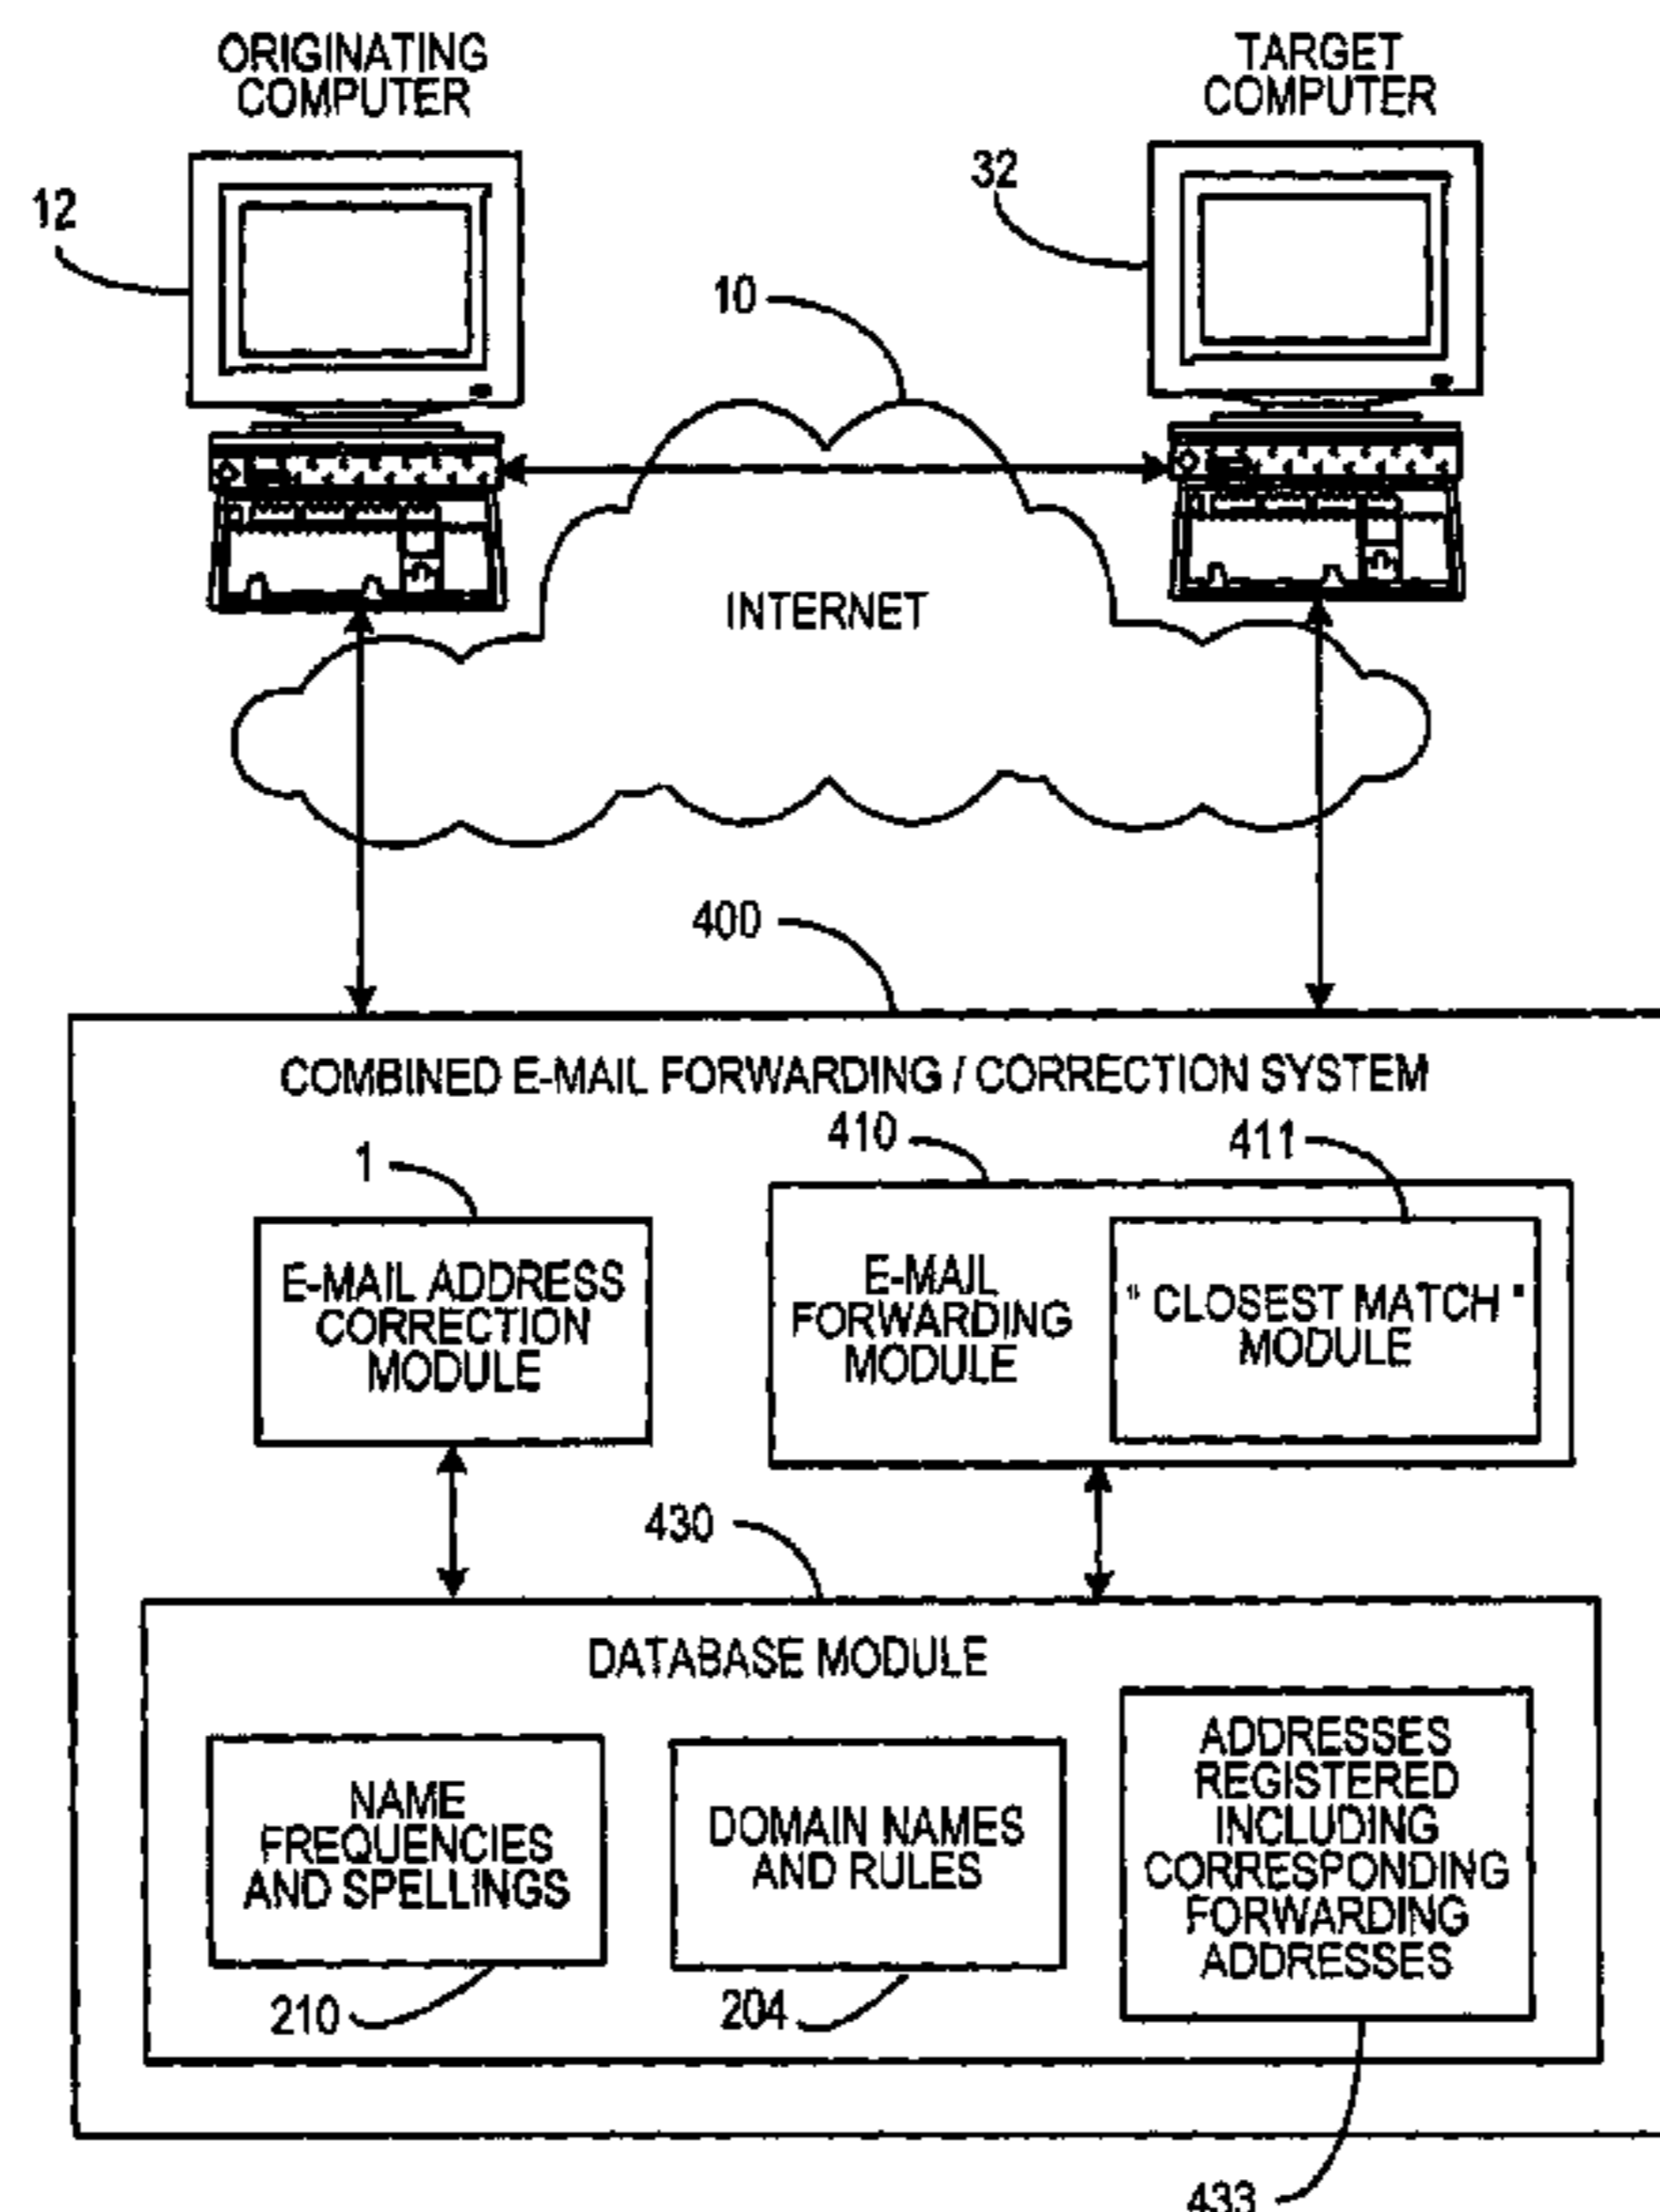 ORIGINATING
COMPUTER
TARGET
COMPUTER
12
32
10
INTERNET
400
COMBINED E-MAIL FORWARDING / CORRECTION SYSTEM
1
410
411
E-MAIL ADDRESS
CORRECTION
MODULE
E-MAIL
FORWARDING
MODULE
" CLOSEST MATCH "
MODULE
430
DATABASE MODULE
NAME
FREQUENCIES
AND SPELLINGS
DOMAIN NAMES
AND RULES
ADDRESSES
REGISTERED
INCLUDING
CORRESPONDING
FORWARDING
ADDRESSES
210
204
433